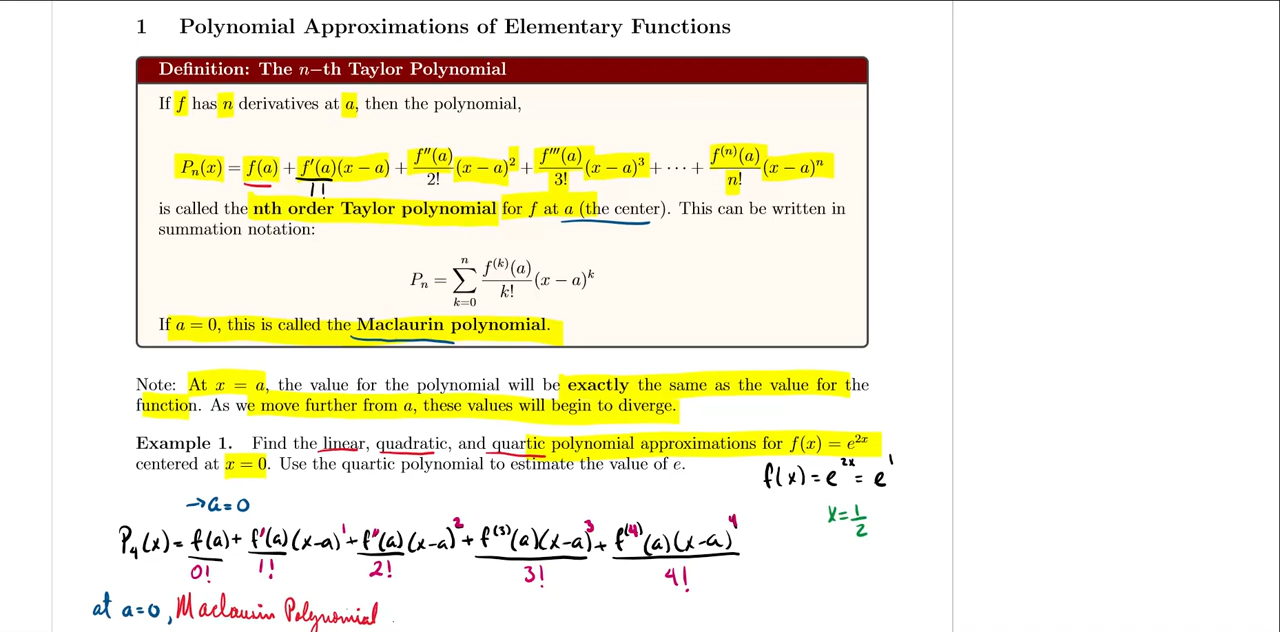 1 Polynomial Approximations of Elementary Functions
Definition: The n−th Taylor Polynomial
If f has n derivatives at a, then the polynomial,
Pₙ(x) = f(a) + f′(a)(x − a) + f″(a)/2! (x − a)² + f‴(a)/3! (x − a)³ + ⋯ + f⁽ⁿ⁾(a)/n! (x − a)ⁿ
1!
is called the nth order Taylor polynomial for f at a (the center). This can be written in
summation notation:
Pₙ = ∑ₖ₌₀ⁿ f⁽ᵏ⁾(a)/k! (x − a)ᵏ
If a = 0, this is called the Maclaurin polynomial.
Note: At x = a, the value for the polynomial will be exactly the same as the value for the
function. As we move further from a, these values will begin to diverge.
Example 1. Find the linear, quadratic, and quartic polynomial approximations for f(x) = e²ˣ
centered at x = 0. Use the quartic polynomial to estimate the value of e.
f(x) = e²ˣ = e¹
→a=0
x = 1/2
P₄(x) = f(a)/0! + f'(a)(x-a)¹/1! + f"(a)(x-a)²/2! + f⁽³⁾(a)(x-a)³/3! + f⁽⁴⁾(a)(x-a)⁴/4!
at a=0, Maclaurin Polynomial.